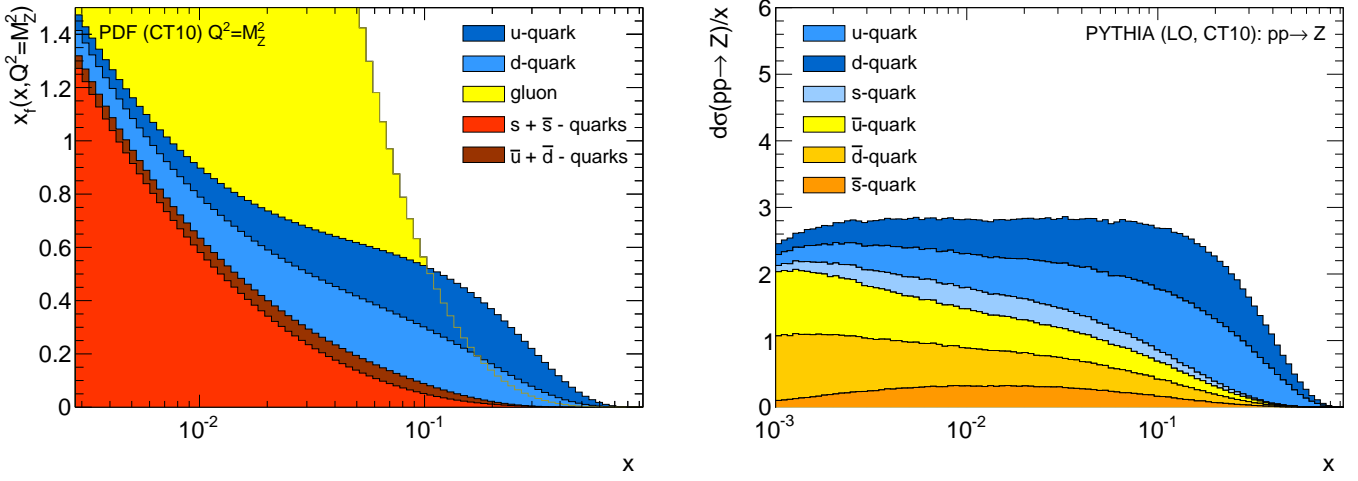 PDF (CT10) Q²=M_Z²
x_f(x,Q²=M_Z²)
1.4
1.2
1
0.8
0.6
0.4
0.2
0
u-quark
d-quark
gluon
s + s̅ - quarks
u̅ + d̅ - quarks
10⁻²
10⁻¹
x
PYTHIA (LO, CT10): pp→ Z
dσ(pp→ Z)/x
6
5
4
3
2
1
0
u-quark
d-quark
s-quark
u̅-quark
d̅-quark
s̅-quark
10⁻³
10⁻²
10⁻¹
x